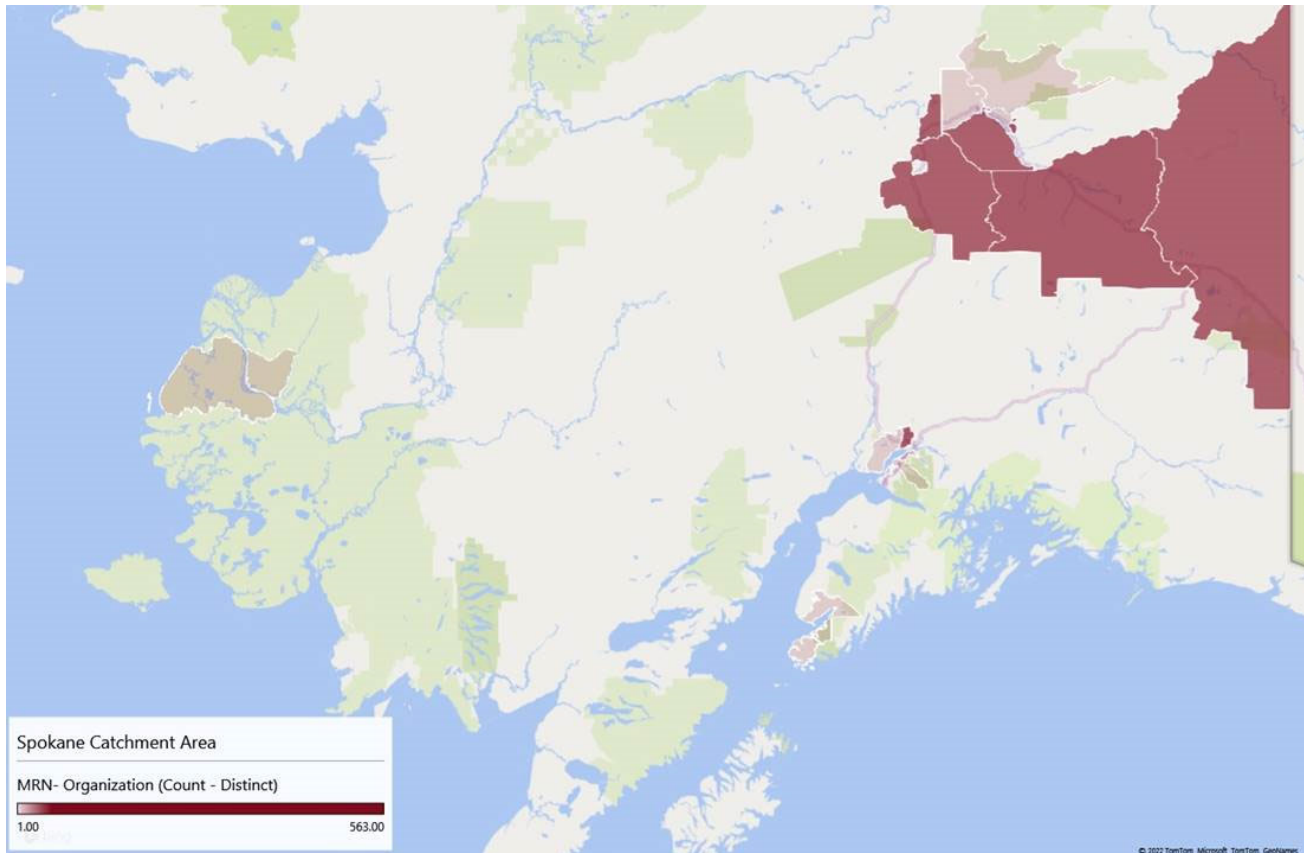 Spokane Catchment Area
MRN- Organization (Count - Distinct)
1.00
563.00
© 2022 TomTom, Microsoft, TomTom, GeoNames